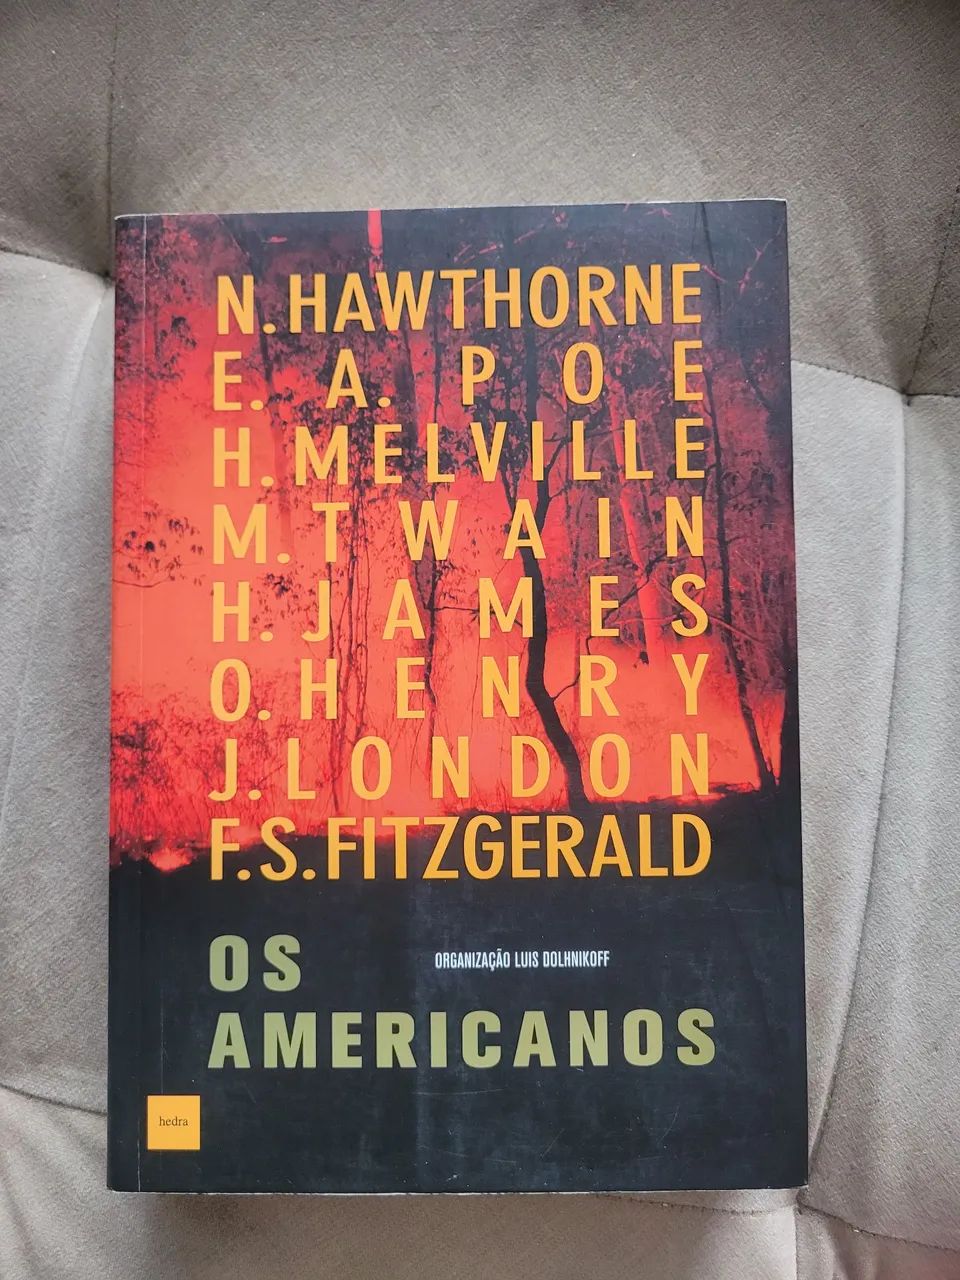 N. HAWTHORNE
E. A. POE
H. MELVILLE
M. TWAIN
H. JAMES
O. HENRY
J. LONDON
F. S. FITZGERALD
OS
ORGANIZAÇÃO LUIS DOLHNIKOFF
AMERICANOS
hedra